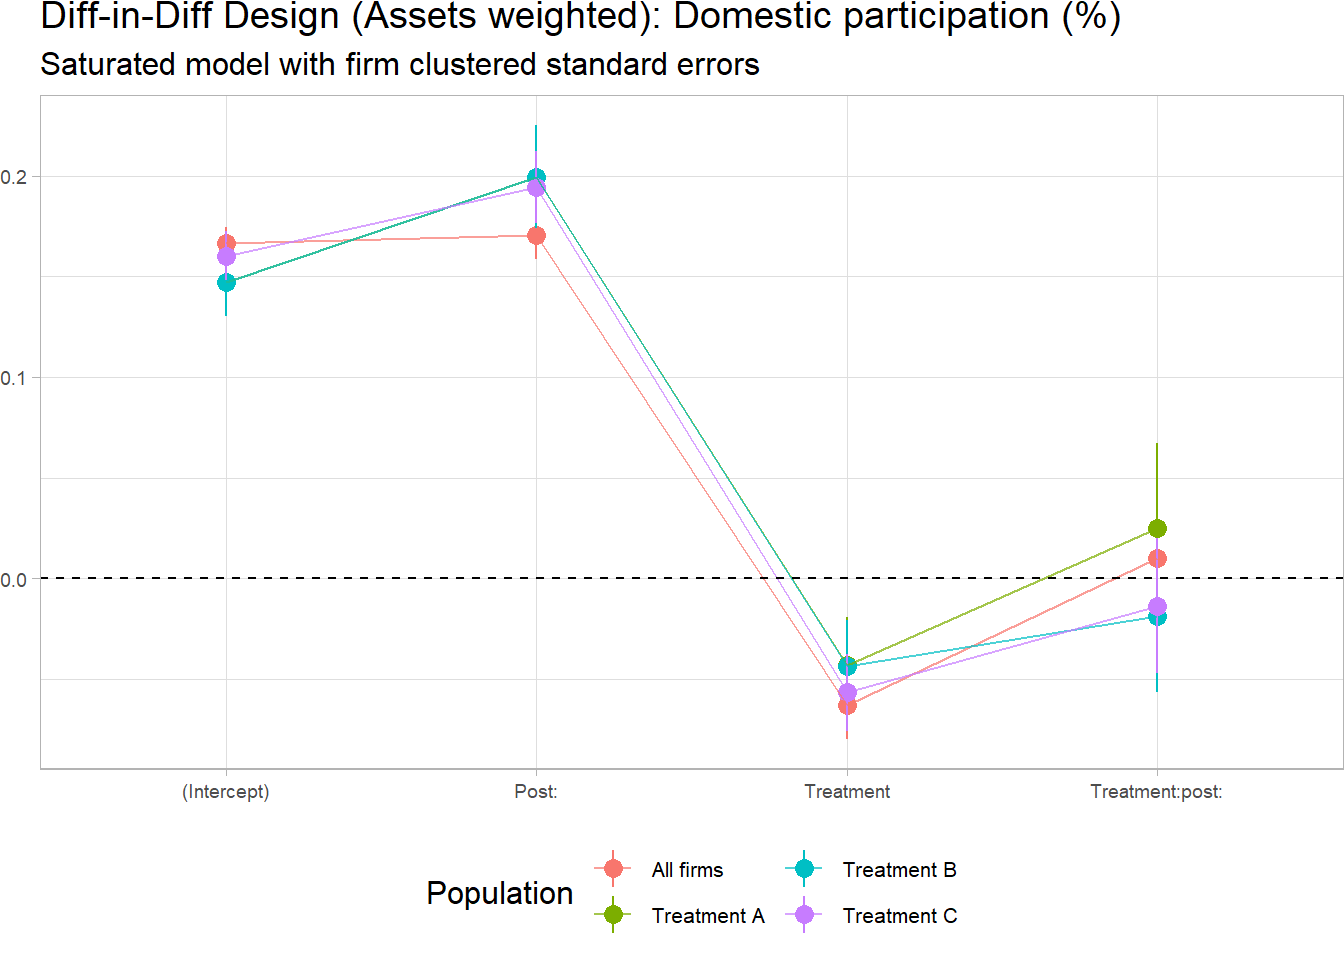 Diff-in-Diff Design (Assets weighted): Domestic participation (%)
Saturated model with firm clustered standard errors
0.2
0.1
0.0
(Intercept)
Post:
Treatment
Treatment:post:
Population
All firms
Treatment B
Treatment A
Treatment C